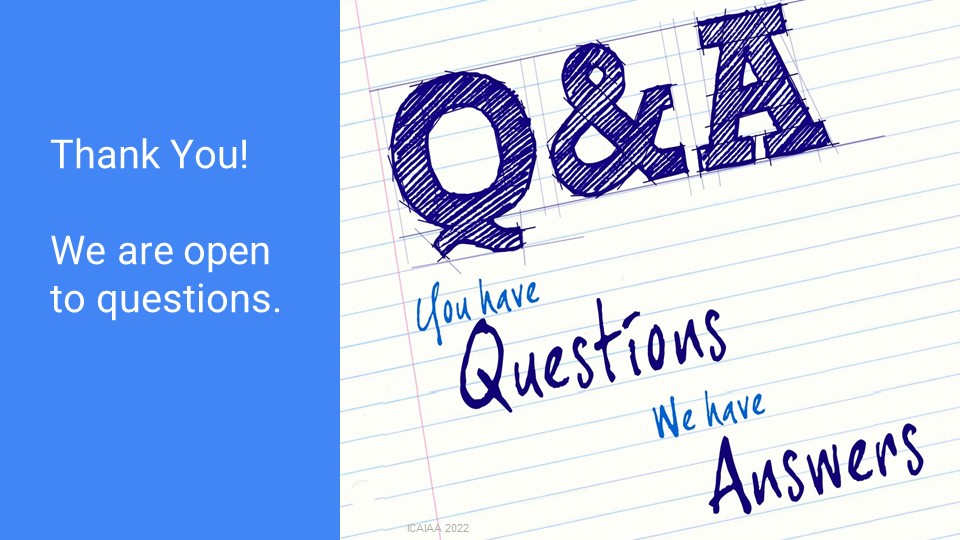 Thank You!
We are open
to questions.
Q&A
You have
Questions
We have
Answers
ICAIAA 2022